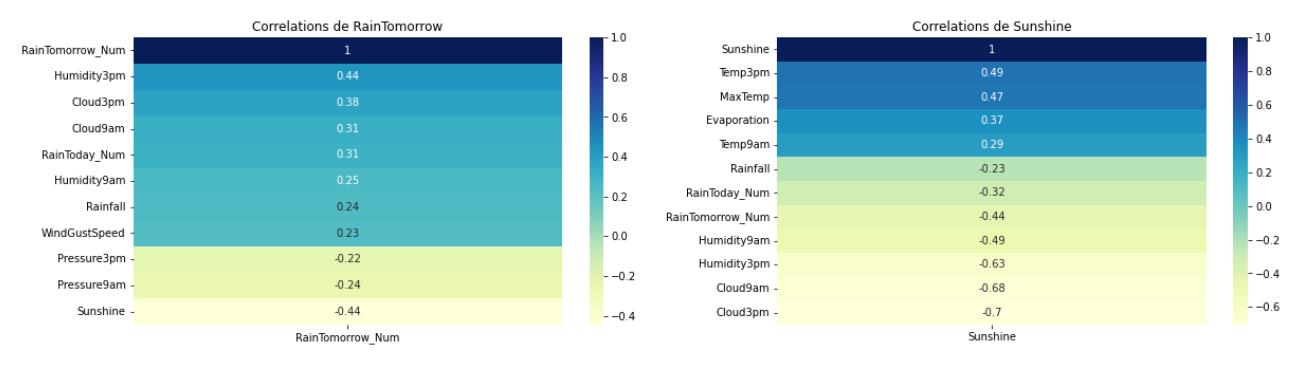 Correlations de RainTomorrow
RainTomorrow_Num
1
Humidity3pm
0.44
Cloud3pm
0.38
Cloud9am
0.31
RainToday_Num
0.31
Humidity9am
0.25
Rainfall
0.24
WindGustSpeed
0.23
Pressure3pm
-0.22
Pressure9am
-0.24
Sunshine
-0.44
RainTomorrow_Num
1.0
0.8
0.6
0.4
0.2
0.0
−0.2
−0.4
Correlations de Sunshine
Sunshine
1
Temp3pm
0.49
MaxTemp
0.47
Evaporation
0.37
Temp9am
0.29
Rainfall
-0.23
RainToday_Num
-0.32
RainTomorrow_Num
-0.44
Humidity9am
-0.49
Humidity3pm
-0.63
Cloud9am
-0.68
Cloud3pm
-0.7
Sunshine
1.0
0.8
0.6
0.4
0.2
0.0
−0.2
−0.4
−0.6